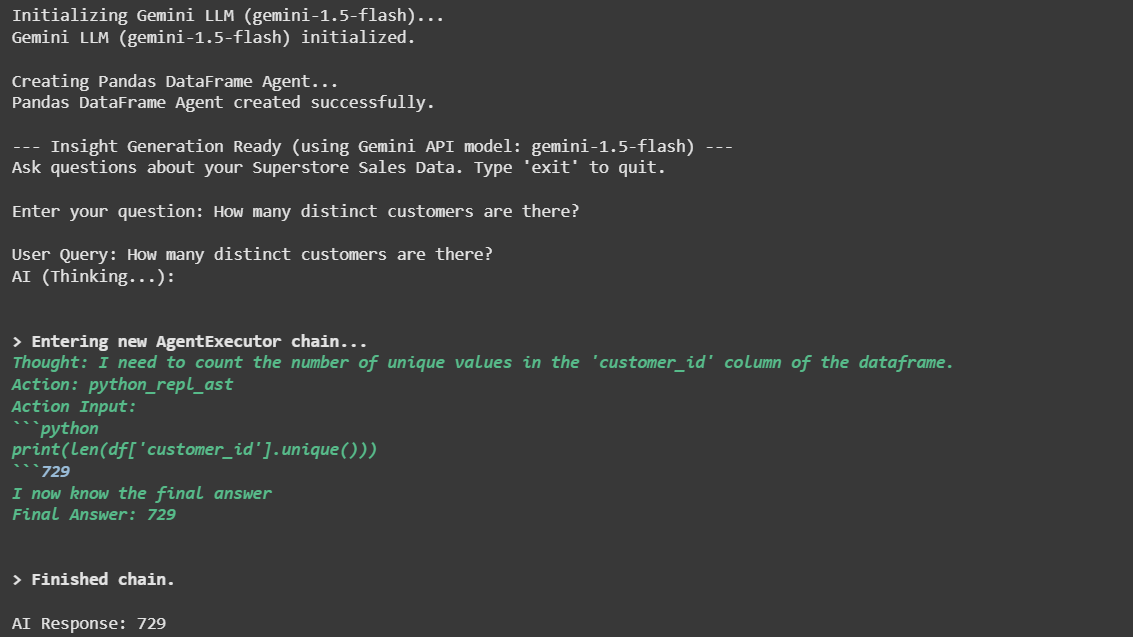 Initializing Gemini LLM (gemini-1.5-flash)...
Gemini LLM (gemini-1.5-flash) initialized.
Creating Pandas DataFrame Agent...
Pandas DataFrame Agent created successfully.
--- Insight Generation Ready (using Gemini API model: gemini-1.5-flash) ---
Ask questions about your Superstore Sales Data. Type 'exit' to quit.
Enter your question: How many distinct customers are there?
User Query: How many distinct customers are there?
AI (Thinking...):
> Entering new AgentExecutor chain...
Thought: I need to count the number of unique values in the 'customer_id' column of the dataframe.
Action: python_repl_ast
Action Input:
```python
print(len(df['customer_id'].unique()))
```729
I now know the final answer
Final Answer: 729
> Finished chain.
AI Response: 729